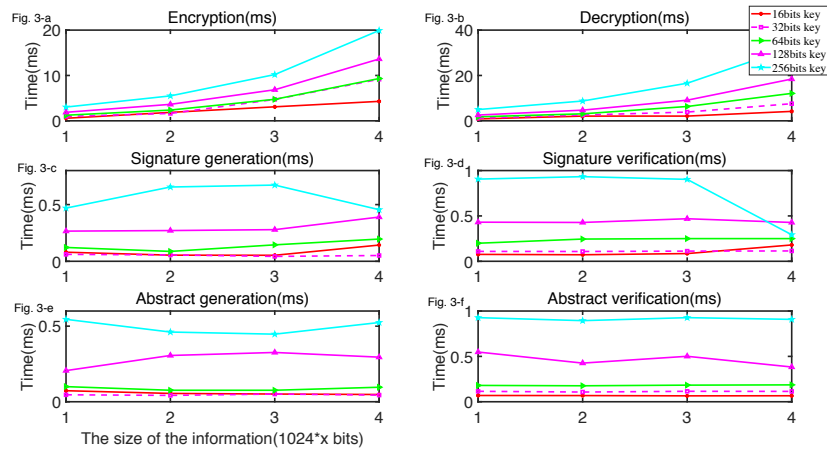 Fig. 3-a
Encryption(ms)
20
10
0
Time(ms)
1 2 3 4
Fig. 3-b
Decryption(ms)
40
20
0
Time(ms)
1 2 3 4
16bits key
32bits key
64bits key
128bits key
256bits key
Fig. 3-c
Signature generation(ms)
0.5
0
Time(ms)
1 2 3 4
Fig. 3-d
Signature verification(ms)
1
0.5
0
Time(ms)
1 2 3 4
Fig. 3-e
Abstract generation(ms)
0.5
0
Time(ms)
1 2 3 4
The size of the information(1024*x bits)
Fig. 3-f
Abstract verification(ms)
1
0.5
0
Time(ms)
1 2 3 4